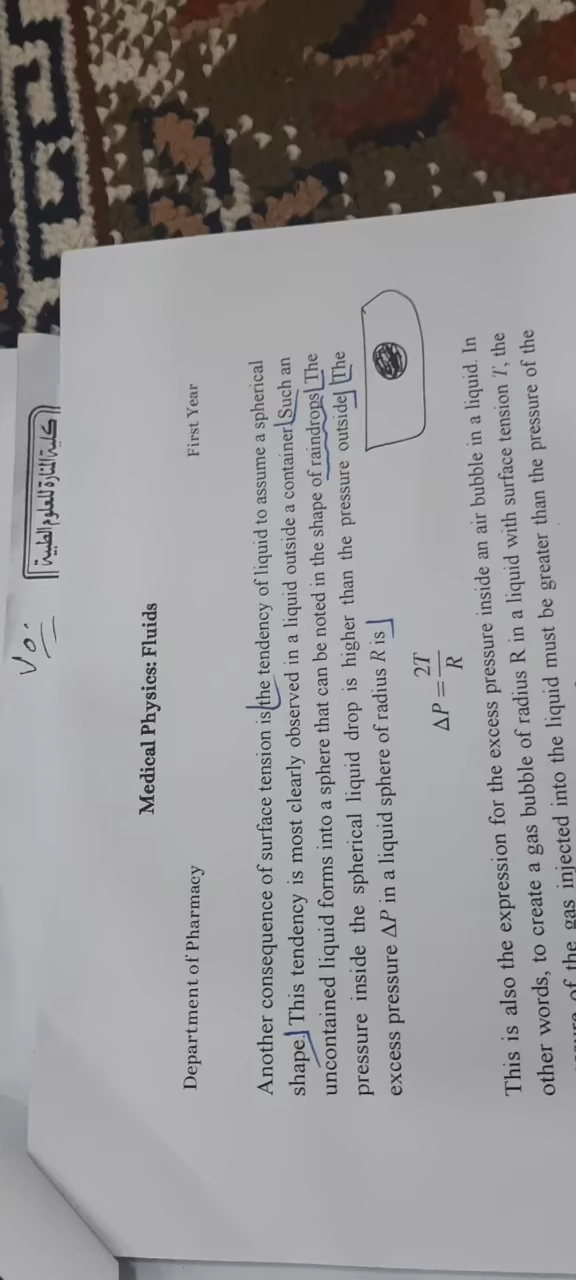 كلية المنارة للعلوم الطبية
Medical Physics: Fluids
Department of Pharmacy First Year
Another consequence of surface tension is the tendency of liquid to assume a spherical
shape. This tendency is most clearly observed in a liquid outside a container. Such an
uncontained liquid forms into a sphere that can be noted in the shape of raindrops. The
pressure inside the spherical liquid drop is higher than the pressure outside. The
excess pressure ΔP in a liquid sphere of radius R is
ΔP = 2T / R
This is also the expression for the excess pressure inside an air bubble in a liquid. In
other words, to create a gas bubble of radius R in a liquid with surface tension T, the
of the gas injected into the liquid must be greater than the pressure of the